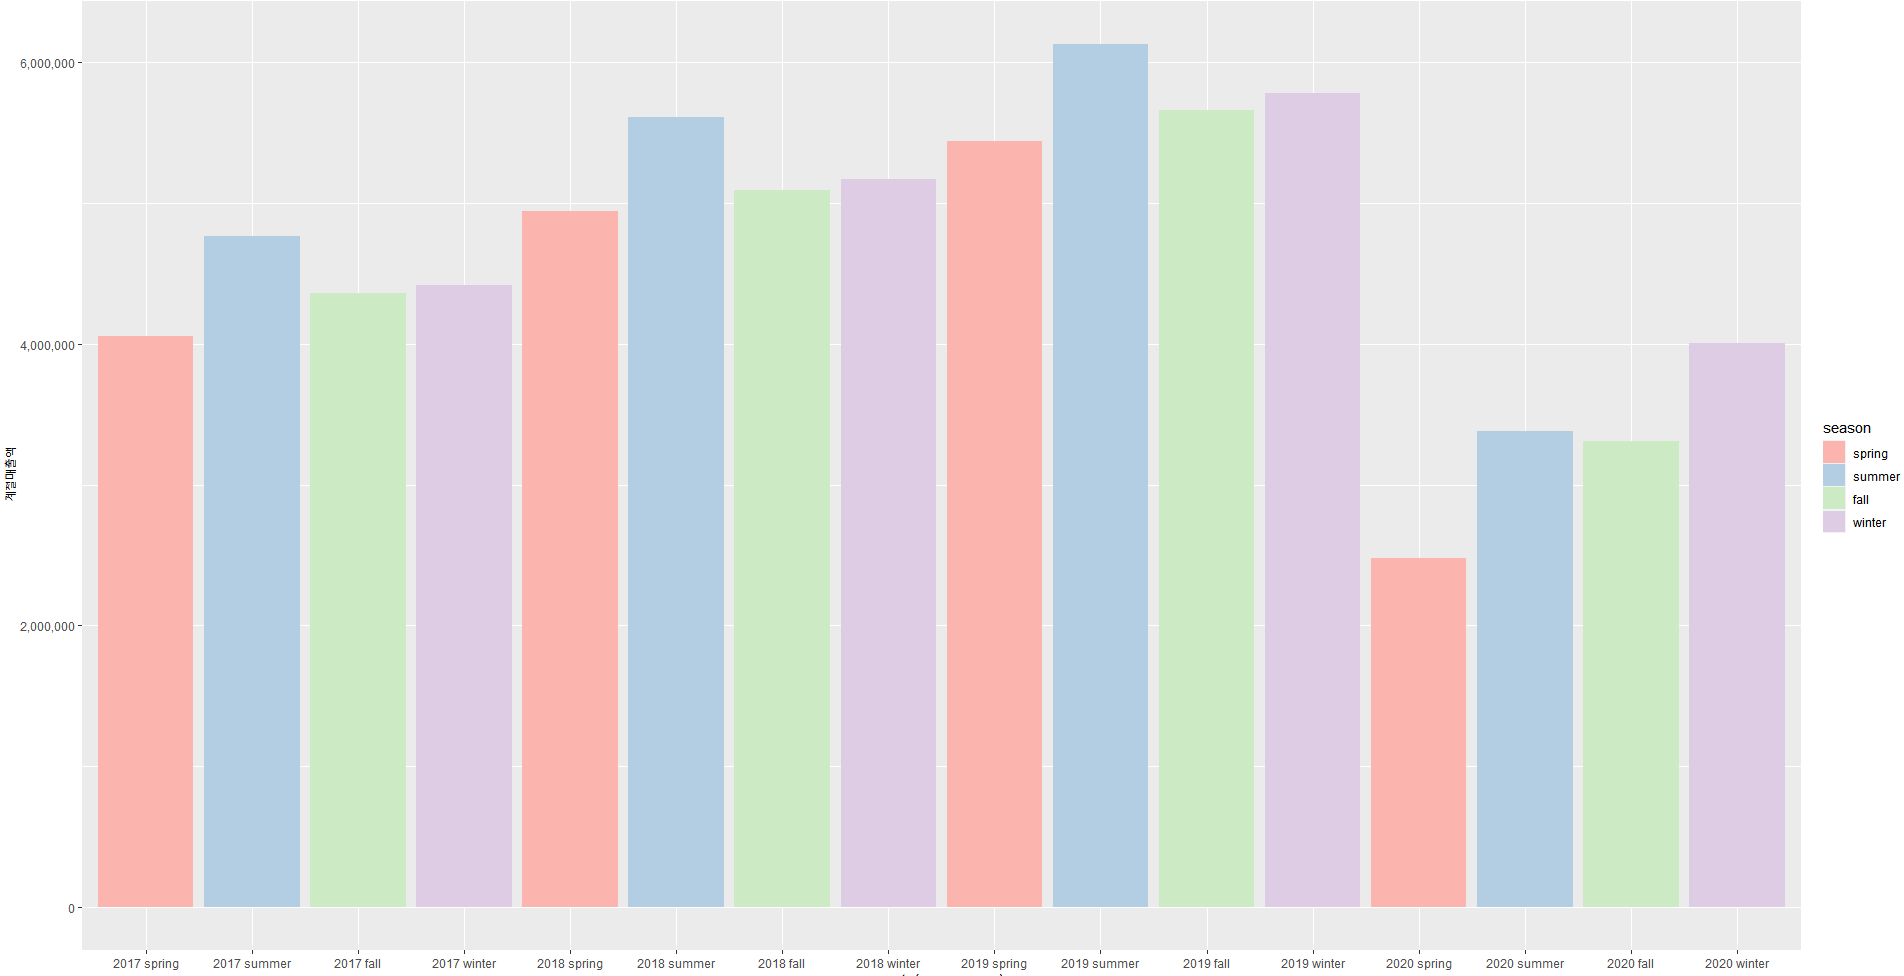 6,000,000
4,000,000
2,000,000
0
계절매출액
2017 spring 2017 summer 2017 fall 2017 winter 2018 spring 2018 summer 2018 fall 2018 winter 2019 spring 2019 summer 2019 fall 2019 winter 2020 spring 2020 summer 2020 fall 2020 winter
season
spring
summer
fall
winter